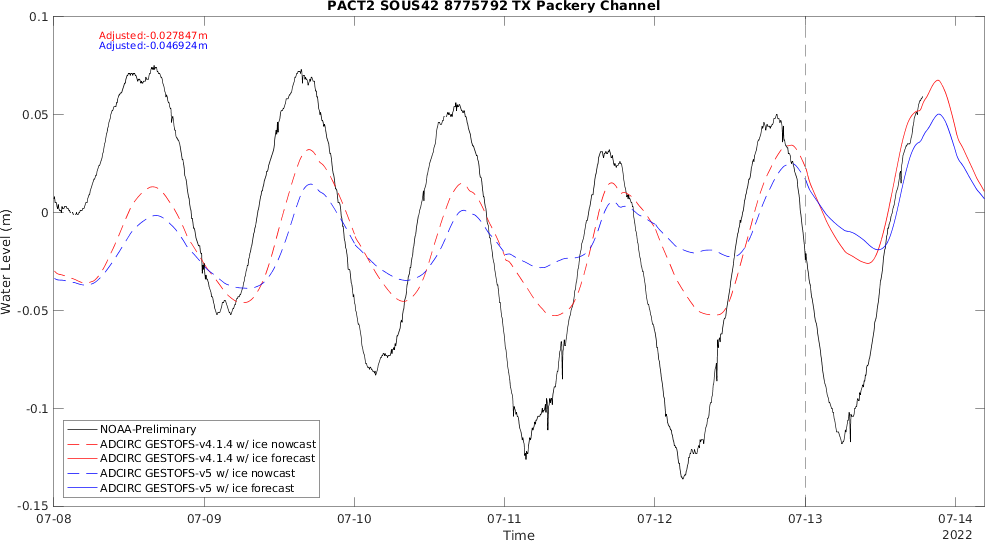 PACT2 SOUS42 8775792 TX Packery Channel
0.1
Adjusted:-0.027847m
Adjusted:-0.046924m
0.05
0
-0.05
-0.1
-0.15
Water Level (m)
NOAA-Preliminary
ADCIRC GESTOFS-v4.1.4 w/ ice nowcast
ADCIRC GESTOFS-v4.1.4 w/ ice forecast
ADCIRC GESTOFS-v5 w/ ice nowcast
ADCIRC GESTOFS-v5 w/ ice forecast
07-08 07-09 07-10 07-11 07-12 07-13 07-14
Time 2022